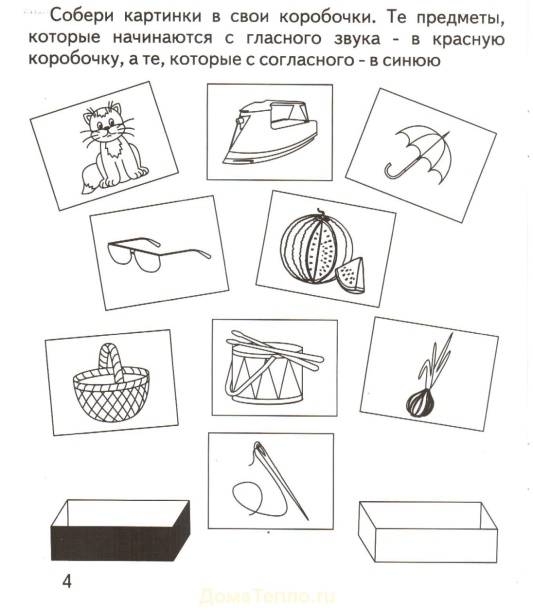 Собери картинки в свои коробочки. Те предметы,
которые начинаются с гласного звука - в красную
коробочку, а те, которые с согласного - в синюю
4
ДомаТепло.ru